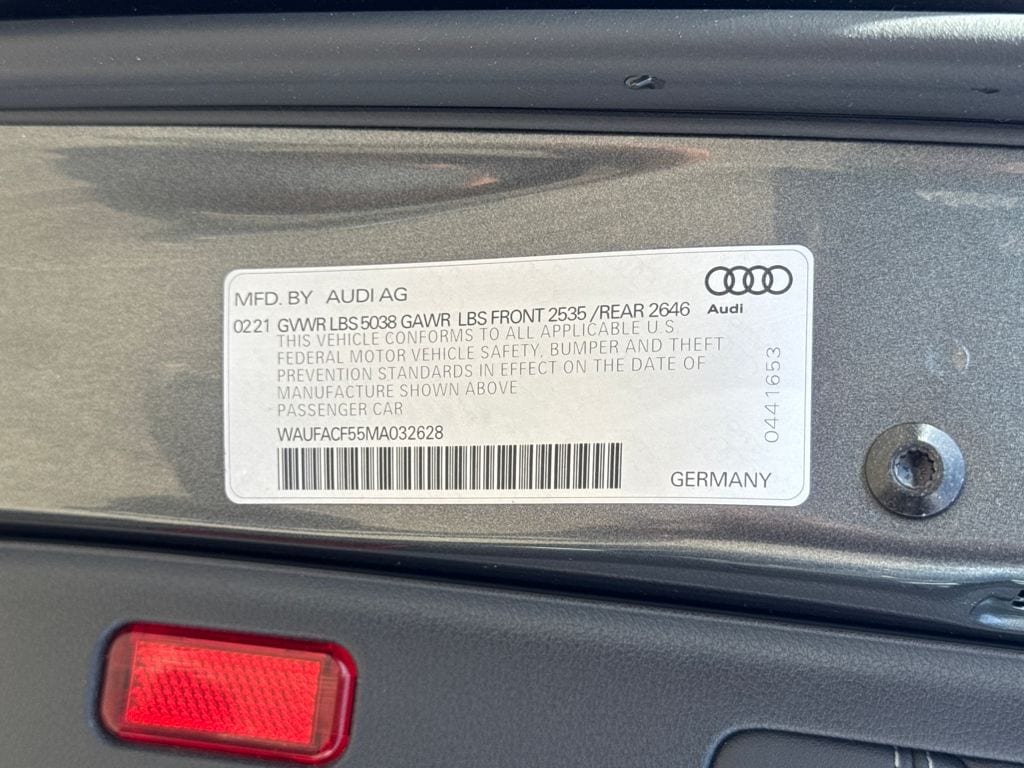 MFD. BY AUDI AG
Audi
0221 GVWR LBS 5038 GAWR LBS FRONT 2535 /REAR 2646
THIS VEHICLE CONFORMS TO ALL APPLICABLE U.S.
FEDERAL MOTOR VEHICLE SAFETY, BUMPER AND THEFT
PREVENTION STANDARDS IN EFFECT ON THE DATE OF
MANUFACTURE SHOWN ABOVE
PASSENGER CAR
0441653
WAUFACF55MA032628
GERMANY